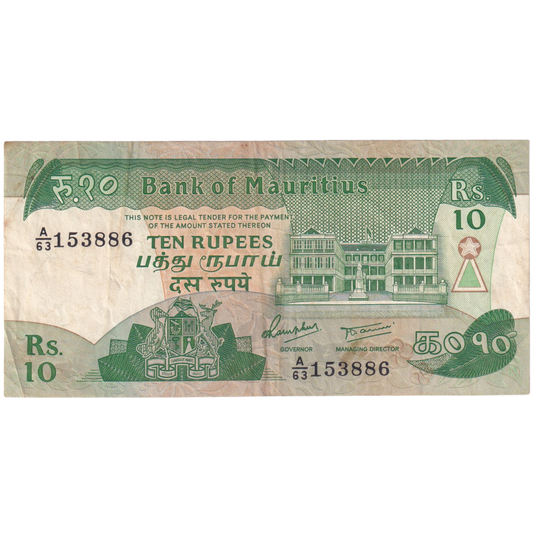 रु.१० Bank of Mauritius Rs. 10
THIS NOTE IS LEGAL TENDER FOR THE PAYMENT
OF THE AMOUNT STATED THEREON
A/63 153886
TEN RUPEES
பத்து ரூபாய்
दस रुपये
Rs. 10
GOVERNOR MANAGING DIRECTOR
A/63 153886